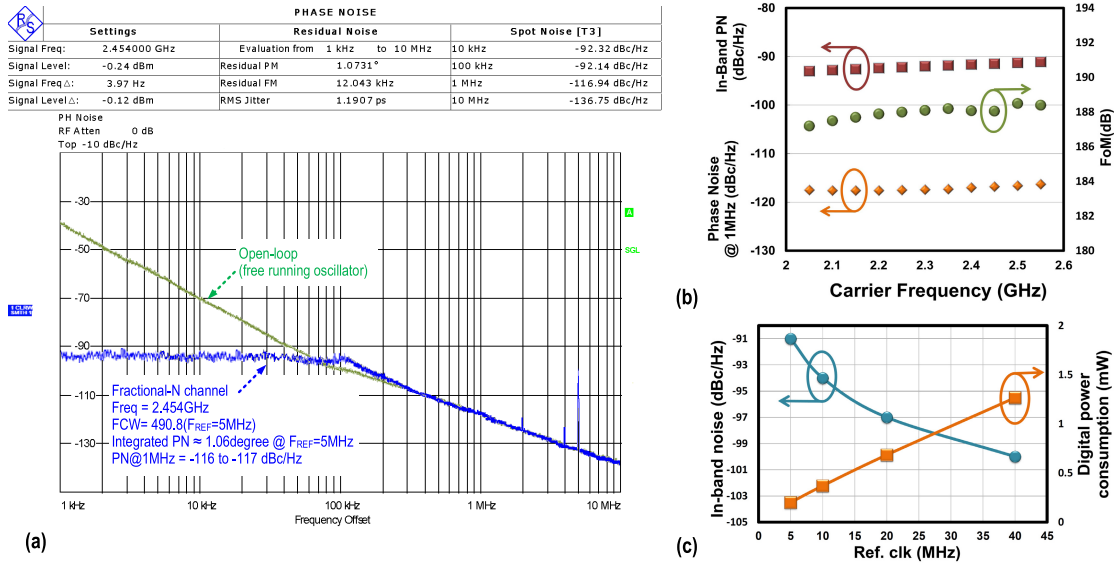 R S
PHASE NOISE
Settings Residual Noise Spot Noise [T3]
Signal Freq: 2.454000 GHz Evaluation from 1 kHz to 10 MHz 10 kHz -92.32 dBc/Hz
Signal Level: -0.24 dBm Residual PM 1.0731° 100 kHz -92.14 dBc/Hz
Signal Freq Δ: 3.97 Hz Residual FM 12.043 kHz 1 MHz -116.94 dBc/Hz
Signal Level Δ: -0.12 dBm RMS Jitter 1.1907 ps 10 MHz -136.75 dBc/Hz
PH Noise
RF Atten 0 dB
Top -10 dBc/Hz
-30
-50
-70
-90
-110
-130
A
SGL
Open-loop
(free running oscillator)
Fractional-N channel
Freq = 2.454GHz
FCW= 490.8(FREF=5MHz)
Integrated PN ≈ 1.06degree @ FREF=5MHz
PN@1MHz = -116 to -117 dBc/Hz
1 kHz 10 kHz 100 kHz 1 MHz 10 MHz
Frequency Offset
(a)
In-Band PN
(dBc/Hz)
Phase Noise
@ 1MHz (dBc/Hz)
-80
-90
-100
-110
-120
-130
194
192
190
188
186
184
182
180
FoM(dB)
2 2.1 2.2 2.3 2.4 2.5 2.6
Carrier Frequency (GHz)
(b)
In-band noise (dBc/Hz)
-91
-93
-95
-97
-99
-101
-103
-105
2
1.5
1
0.5
0
Digital power
consumption (mW)
0 5 10 15 20 25 30 35 40 45
Ref. clk (MHz)
(c)